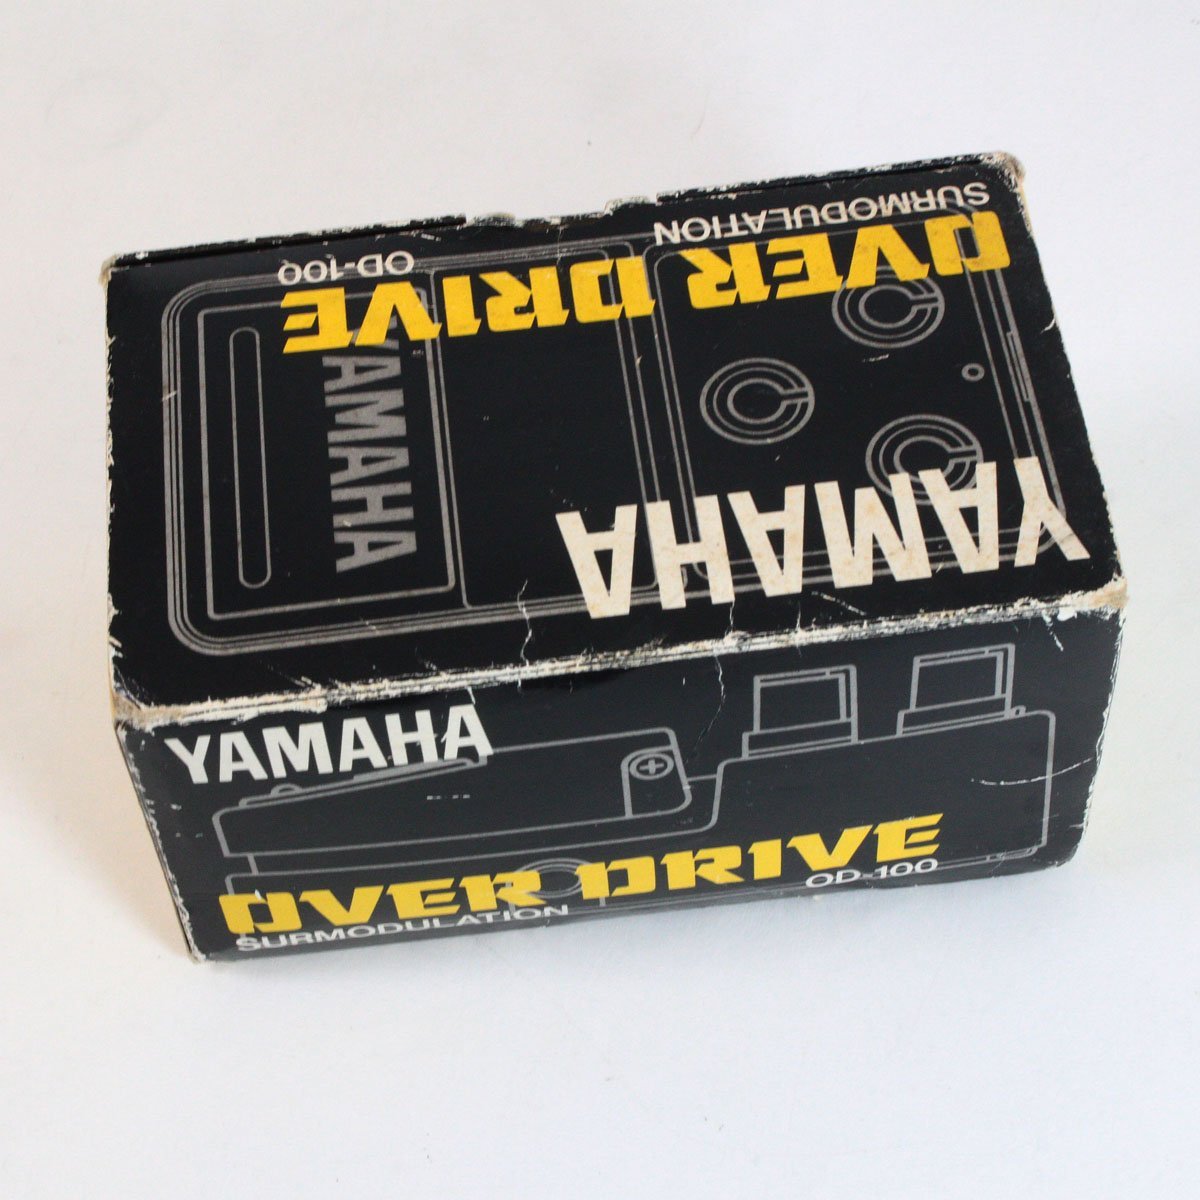 YAMAHA
OVER DRIVE
SURMODULATION
OD-100
YAMAHA
YAMAHA
OVER DRIVE
SURMODULATION
OD-100